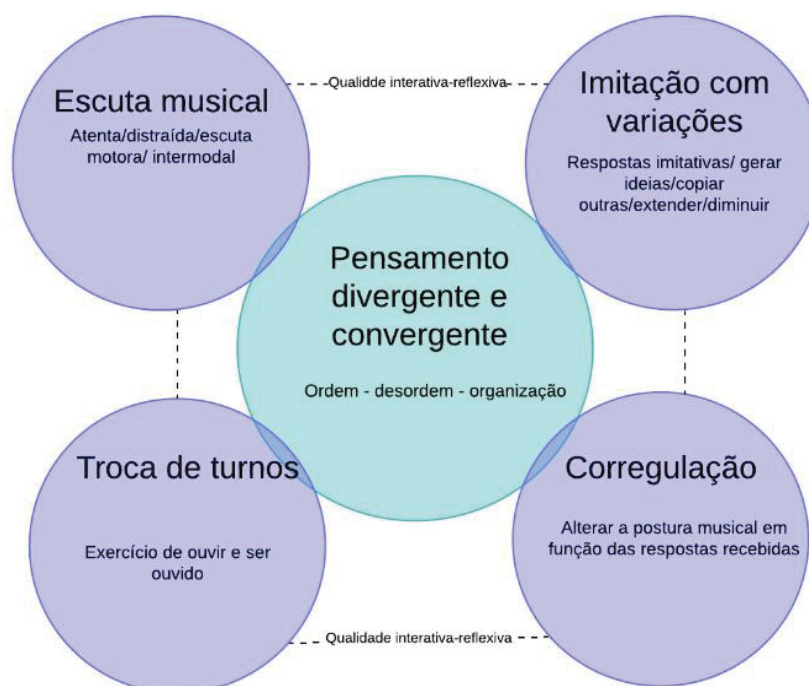 Escuta musical
Atenta/distraída/escuta
motora/ intermodal
Qualidde interativa-reflexiva
Imitação com
variações
Respostas imitativas/ gerar
ideias/copiar
outras/extender/diminuir
Pensamento
divergente e
convergente
Ordem - desordem - organização
Troca de turnos
Exercício de ouvir e ser
ouvido
Corregulação
Alterar a postura musical em
função das respostas recebidas
Qualidade interativa-reflexiva